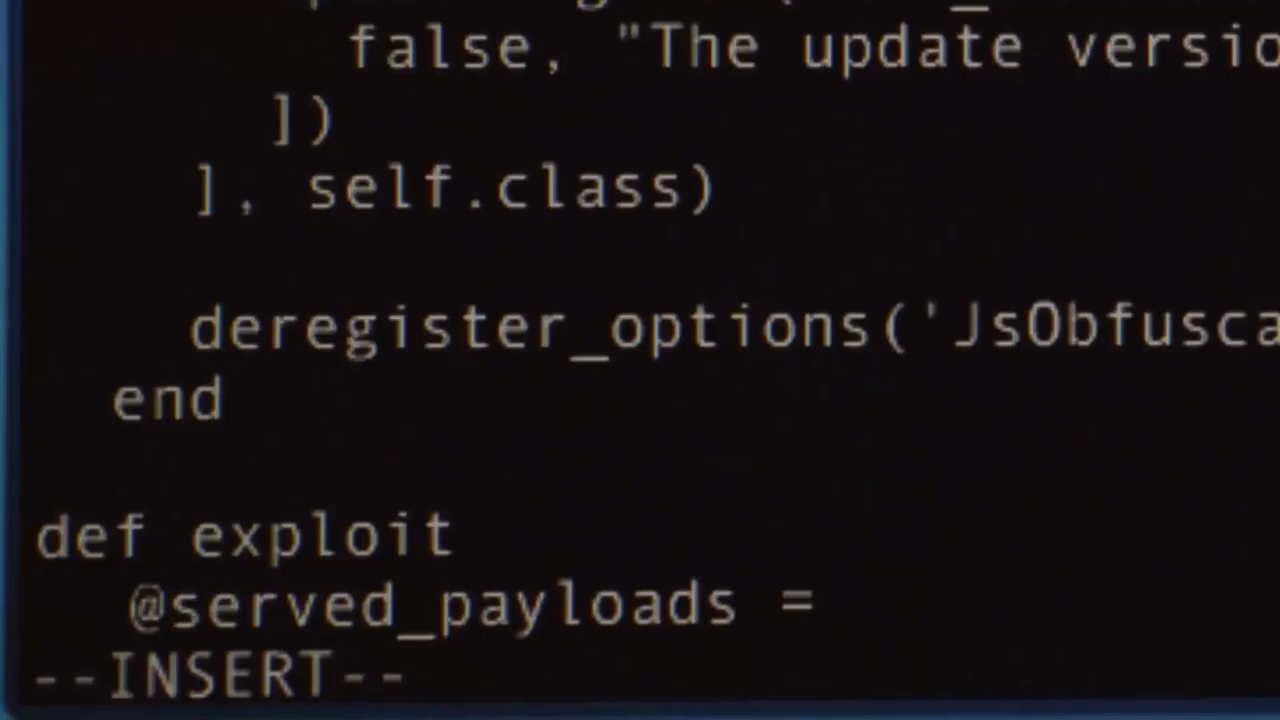 false, "The update versio
])
], self.class)
deregister_options('JsObfusca
end
def exploit
@served_payloads =
--INSERT--